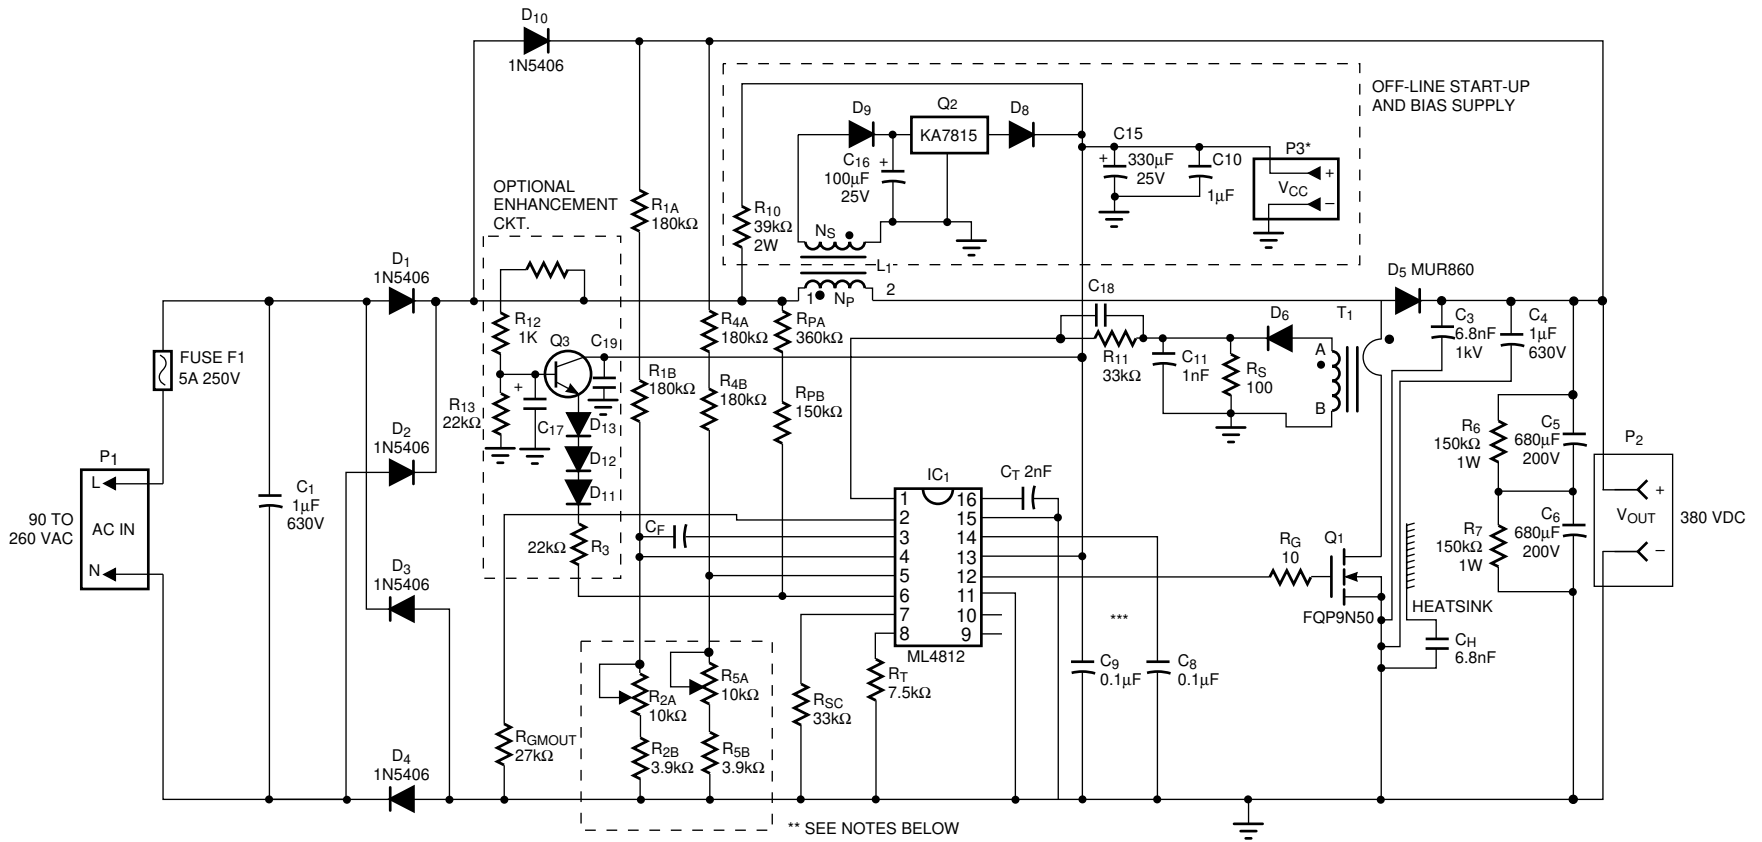 D10
1N5406
OFF-LINE START-UP
AND BIAS SUPPLY
D9
Q2
KA7815
D8
C16
100µF
25V
+
C15
330µF
25V
+
C10
1µF
P3*
VCC
+
–
OPTIONAL
ENHANCEMENT
CKT.
R1A
180kΩ
R10
39kΩ
2W
NS
L1
1
NP
2
D1
1N5406
D5 MUR860
C18
R12
1K
Q3
C19
R4A
180kΩ
RPA
360kΩ
R11
33kΩ
C11
1nF
RS
100
D6
T1
A
B
C3
6.8nF
1kV
C4
1µF
630V
FUSE F1
5A 250V
R13
22kΩ
+
C17
D13
D12
D11
R1B
180kΩ
R4B
180kΩ
RPB
150kΩ
D2
1N5406
R6
150kΩ
1W
C5
680µF
200V
P2
+
VOUT
–
380 VDC
P1
L
AC IN
N
90 TO
260 VAC
C1
1µF
630V
IC1
1
2
3
4
5
6
7
8
16
15
14
13
12
11
10
9
ML4812
CT 2nF
CF
22kΩ
R3
D3
1N5406
RG
10
Q1
FQP9N50
HEATSINK
R7
150kΩ
1W
C6
680µF
200V
CH
6.8nF
***
C9
0.1µF
C8
0.1µF
RT
7.5kΩ
RSC
33kΩ
R2A
10kΩ
R5A
10kΩ
R2B
3.9kΩ
R5B
3.9kΩ
RGMOUT
27kΩ
D4
1N5406
** SEE NOTES BELOW